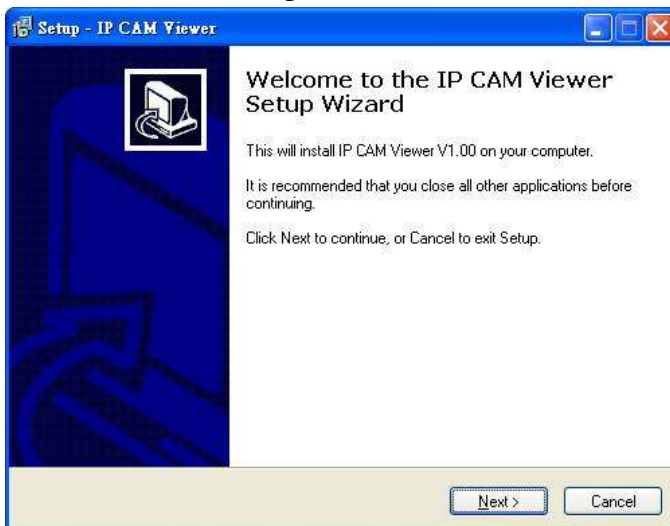 Setup - IP CAM Viewer
Welcome to the IP CAM Viewer
Setup Wizard
This will install IP CAM Viewer V1.00 on your computer.
It is recommended that you close all other applications before
continuing.
Click Next to continue, or Cancel to exit Setup.
Next >
Cancel